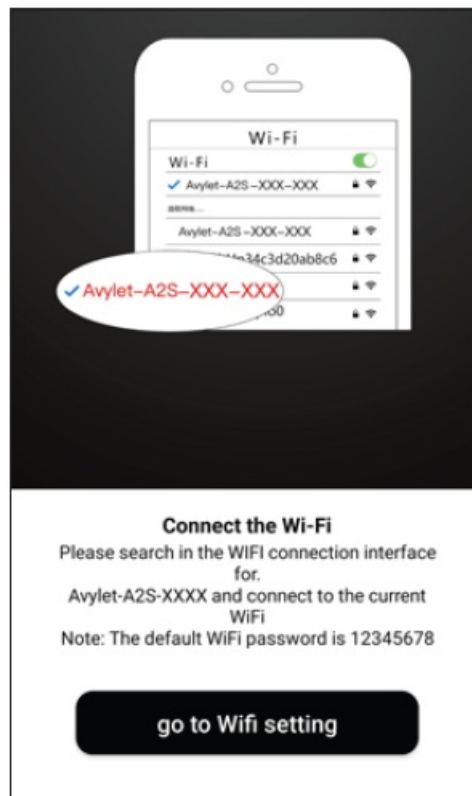 Wi-Fi
Wi-Fi
Avylet-A2S-XXX-XXX
Avylet-A2S-XXX-XXX
34c3d20ab8c6
Avylet-A2S-XXX-XXX
Connect the Wi-Fi
Please search in the WIFI connection interface
for.
Avylet-A2S-XXXX and connect to the current
WiFi
Note: The default WiFi password is 12345678
go to Wifi setting